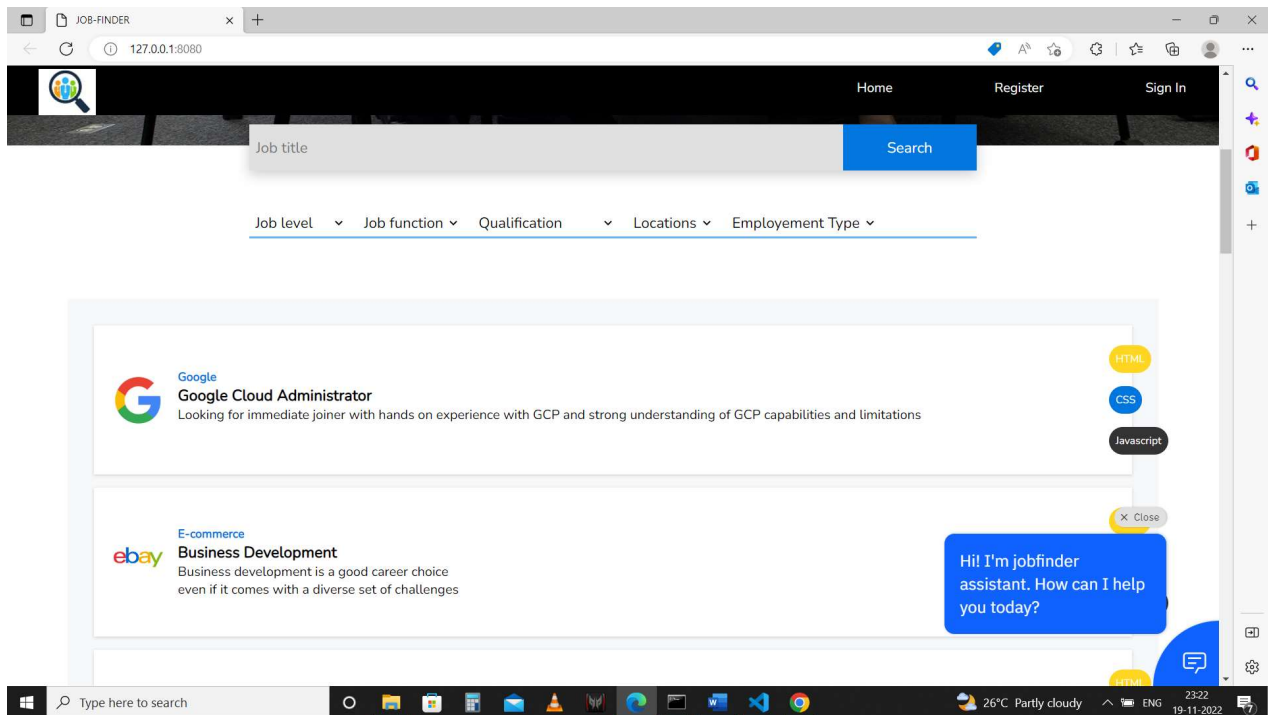 JOB-FINDER
127.0.0.1:8080
Home Register Sign In
Job title Search
Job level Job function Qualification Locations Employement Type
Google
Google Cloud Administrator
Looking for immediate joiner with hands on experience with GCP and strong understanding of GCP capabilities and limitations
HTML
CSS
Javascript
E-commerce
ebay
Business Development
Business development is a good career choice
even if it comes with a diverse set of challenges
Close
Hi! I'm jobfinder
assistant. How can I help
you today?
HTML
Type here to search
26°C Partly cloudy
ENG
23:22
19-11-2022